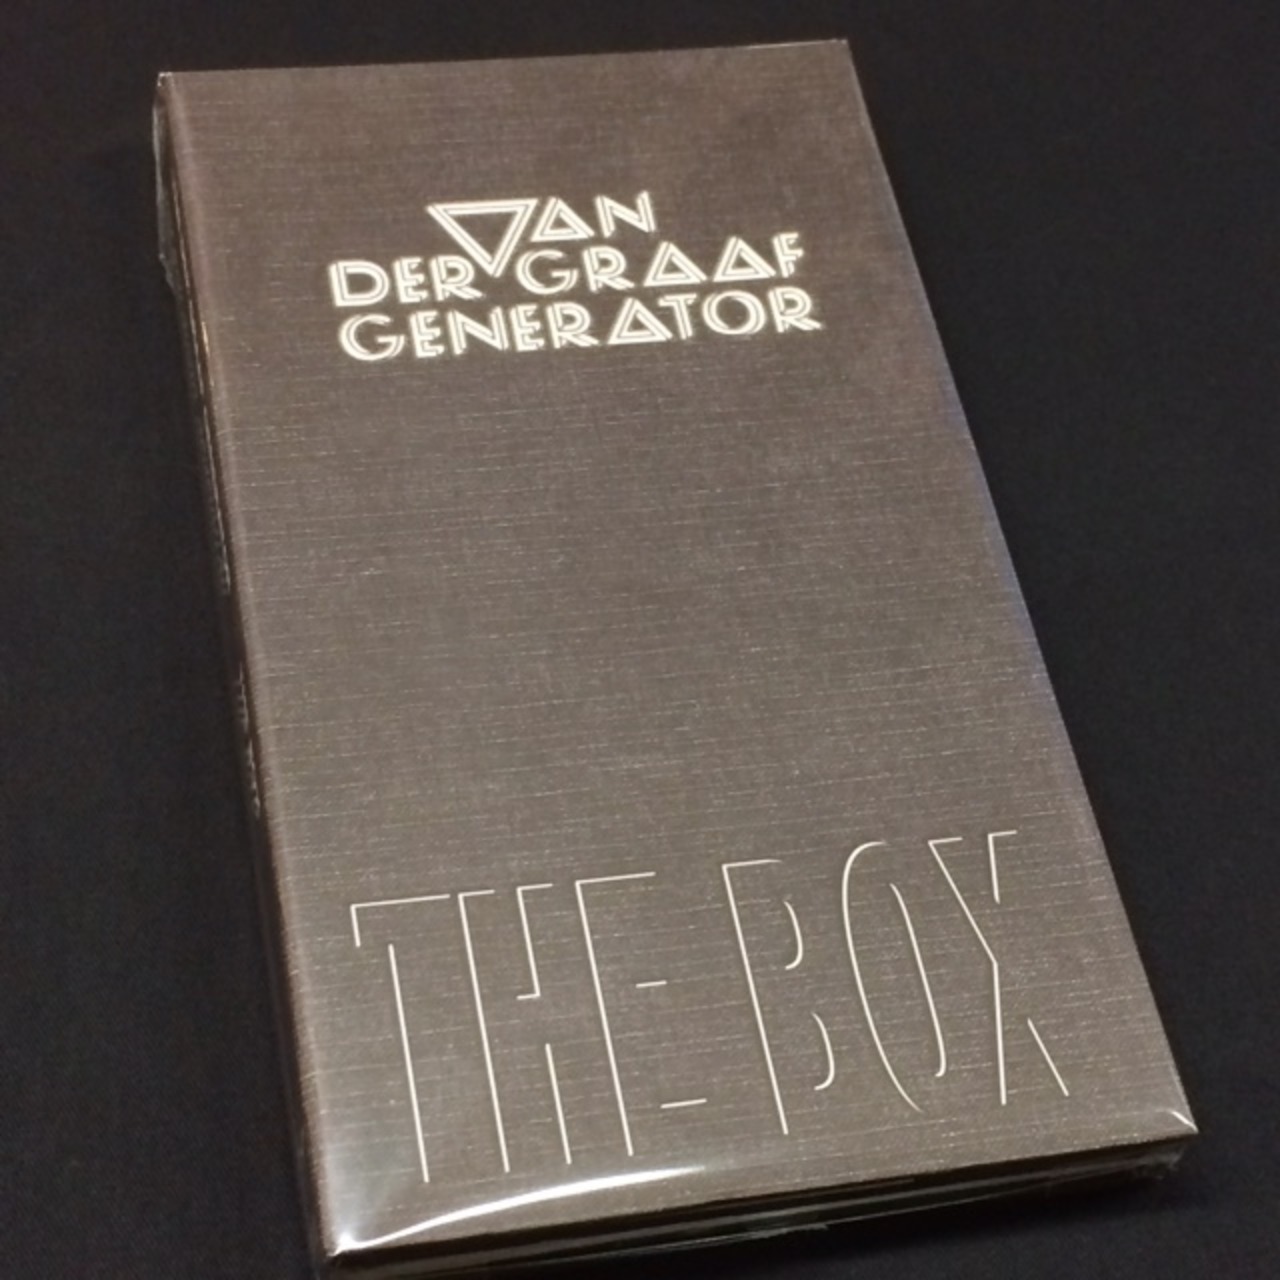 VAN
DER GRAAF
GENERATOR
THE BOX